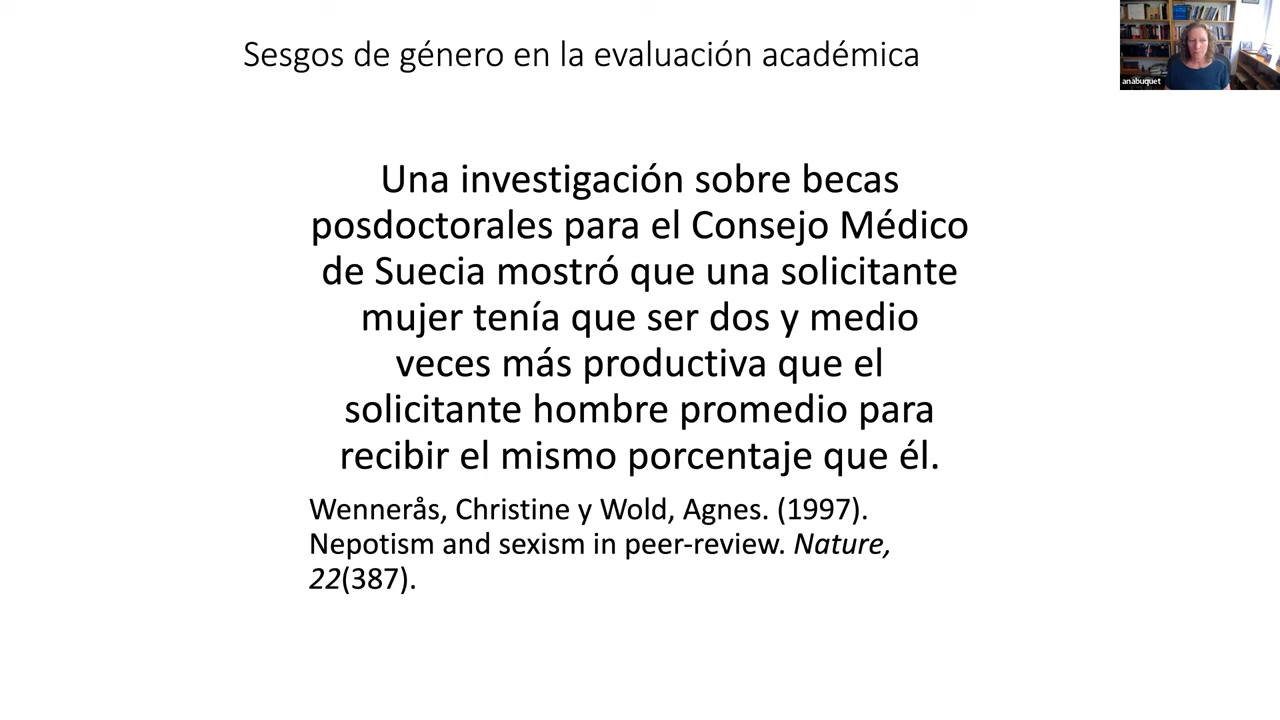 Sesgos de género en la evaluación académica
anabuquet
Una investigación sobre becas
posdoctorales para el Consejo Médico
de Suecia mostró que una solicitante
mujer tenía que ser dos y medio
veces más productiva que el
solicitante hombre promedio para
recibir el mismo porcentaje que él.
Wennerås, Christine y Wold, Agnes. (1997).
Nepotism and sexism in peer-review. Nature,
22(387).